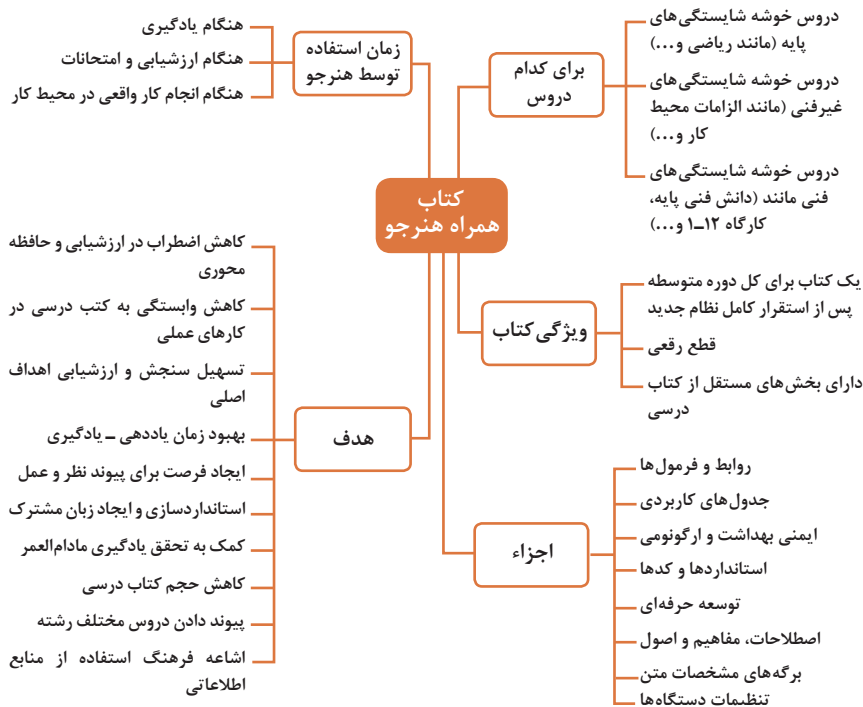 کتاب
همراه هنرجو
برای کدام
دروس
دروس خوشه شایستگی‌های
پایه (مانند ریاضی و...)
دروس خوشه شایستگی‌های
غیرفنی (مانند الزامات محیط
کار و...)
دروس خوشه شایستگی‌های
فنی مانند (دانش فنی پایه،
کارگاه ۱۲ـ۱ و...)
ویژگی کتاب
یک کتاب برای کل دوره متوسطه
پس از استقرار کامل نظام جدید
قطع رقعی
دارای بخش‌های مستقل از کتاب
درسی
اجزاء
روابط و فرمول‌ها
جدول‌های کاربردی
ایمنی بهداشت و ارگونومی
استانداردها و کدها
توسعه حرفه‌ای
اصطلاحات، مفاهیم و اصول
برگه‌های مشخصات متن
تنظیمات دستگاه‌ها
زمان استفاده
توسط هنرجو
هنگام یادگیری
هنگام ارزشیابی و امتحانات
هنگام انجام کار واقعی در محیط کار
هدف
کاهش اضطراب در ارزشیابی و حافظه
محوری
کاهش وابستگی به کتب درسی در
کارهای عملی
تسهیل سنجش و ارزشیابی اهداف
اصلی
بهبود زمان یاددهی ـ یادگیری
ایجاد فرصت برای پیوند نظر و عمل
استانداردسازی و ایجاد زبان مشترک
کمک به تحقق یادگیری مادام‌العمر
کاهش حجم کتاب درسی
پیوند دادن دروس مختلف رشته
اشاعه فرهنگ استفاده از منابع
اطلاعاتی